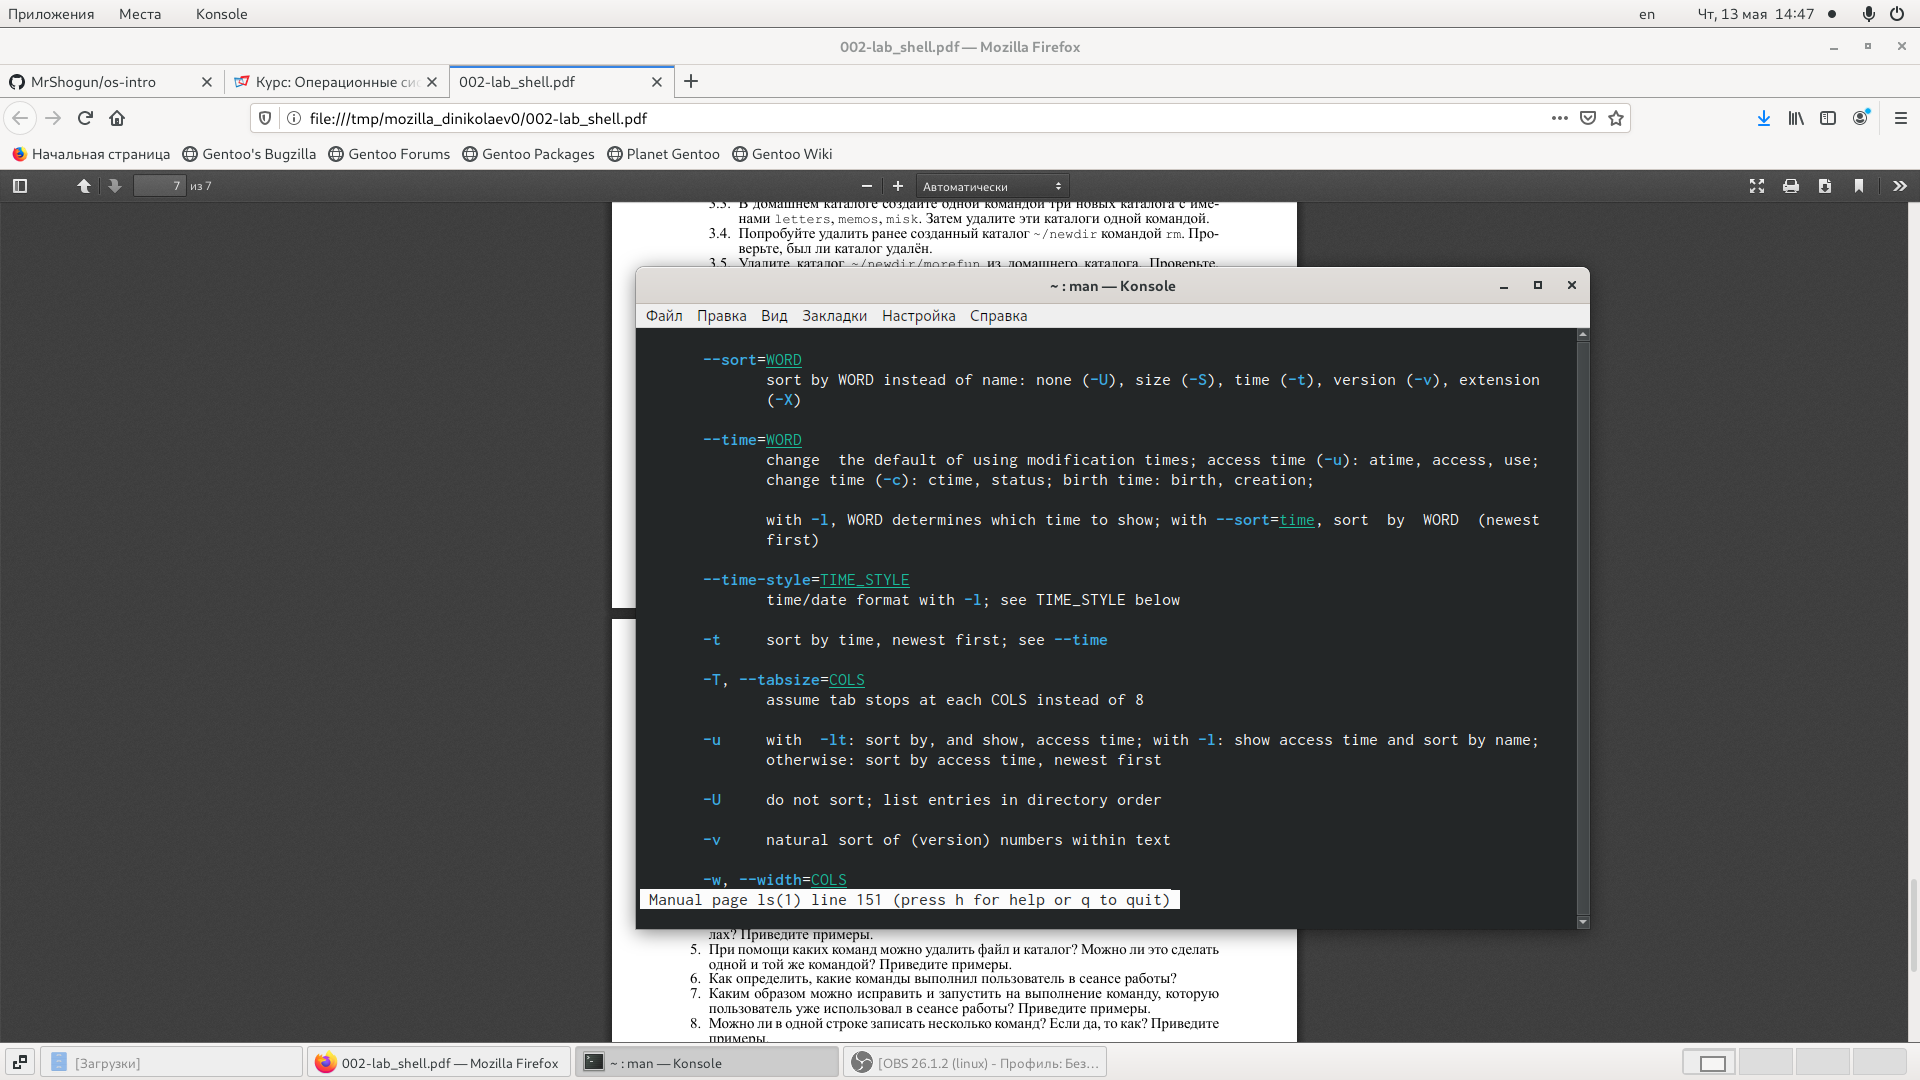 Приложения Места Konsole en Чт, 13 мая 14:47
002-lab_shell.pdf — Mozilla Firefox
MrShogun/os-intro Курс: Операционные си 002-lab_shell.pdf
file:///tmp/mozilla_dinikolaev0/002-lab_shell.pdf
Начальная страница Gentoo's Bugzilla Gentoo Forums Gentoo Packages Planet Gentoo Gentoo Wiki
7 из 7 Автоматически
3.3. В домашнем каталоге создайте одной командой три новых каталога с име-
нами letters, memos, misk. Затем удалите эти каталоги одной командой.
3.4. Попробуйте удалить ранее созданный каталог ~/newdir командой rm. Про-
верьте, был ли каталог удалён.
3.5. Удалите каталог ~/newdir/morefun из домашнего каталога. Проверьте,
~ : man — Konsole
Файл Правка Вид Закладки Настройка Справка
--sort=WORD
sort by WORD instead of name: none (-U), size (-S), time (-t), version (-v), extension
(-X)
--time=WORD
change  the default of using modification times; access time (-u): atime, access, use;
change time (-c): ctime, status; birth time: birth, creation;
with -l, WORD determines which time to show; with --sort=time, sort  by  WORD  (newest
first)
--time-style=TIME_STYLE
time/date format with -l; see TIME_STYLE below
-t     sort by time, newest first; see --time
-T, --tabsize=COLS
assume tab stops at each COLS instead of 8
-u     with  -lt: sort by, and show, access time; with -l: show access time and sort by name;
otherwise: sort by access time, newest first
-U     do not sort; list entries in directory order
-v     natural sort of (version) numbers within text
-w, --width=COLS
Manual page ls(1) line 151 (press h for help or q to quit)
лах? Приведите примеры.
5. При помощи каких команд можно удалить файл и каталог? Можно ли это сделать
одной и той же командой? Приведите примеры.
6. Как определить, какие команды выполнил пользователь в сеансе работы?
7. Каким образом можно исправить и запустить на выполнение команду, которую
пользователь уже использовал в сеансе работы? Приведите примеры.
8. Можно ли в одной строке записать несколько команд? Если да, то как? Приведите
примеры.
[Загрузки] 002-lab_shell.pdf — Mozilla Firefox ~ : man — Konsole [OBS 26.1.2 (linux) - Профиль: Без...